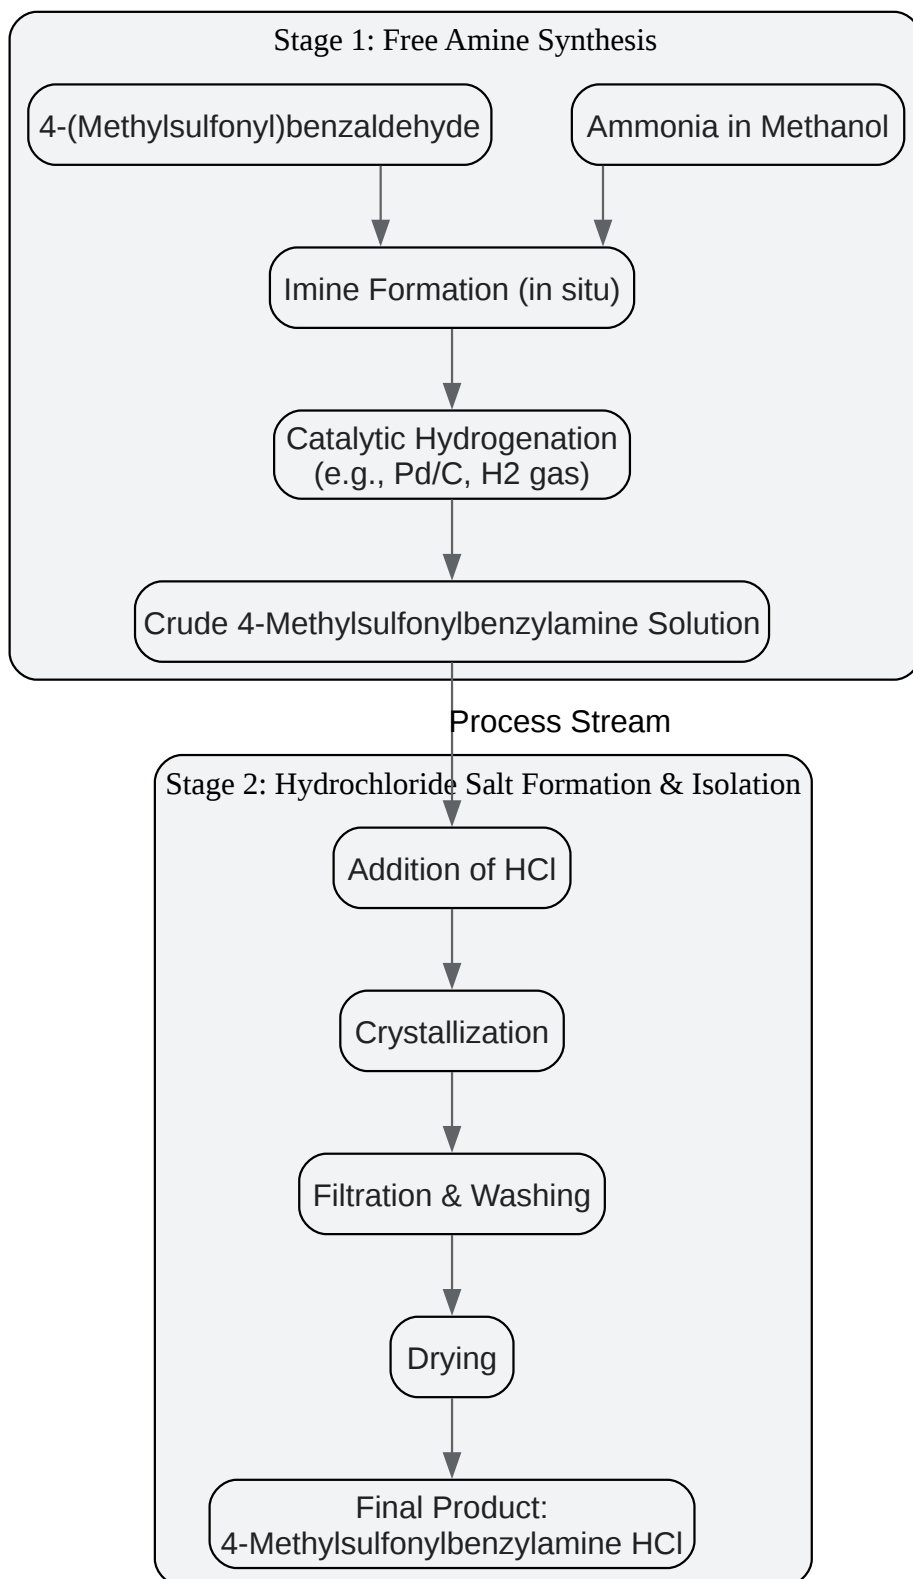 Stage 1: Free Amine Synthesis
4-(Methylsulfonyl)benzaldehyde
Ammonia in Methanol
Imine Formation (in situ)
Catalytic Hydrogenation
(e.g., Pd/C, H2 gas)
Crude 4-Methylsulfonylbenzylamine Solution
Process Stream
Stage 2: Hydrochloride Salt Formation & Isolation
Addition of HCl
Crystallization
Filtration & Washing
Drying
Final Product:
4-Methylsulfonylbenzylamine HCl